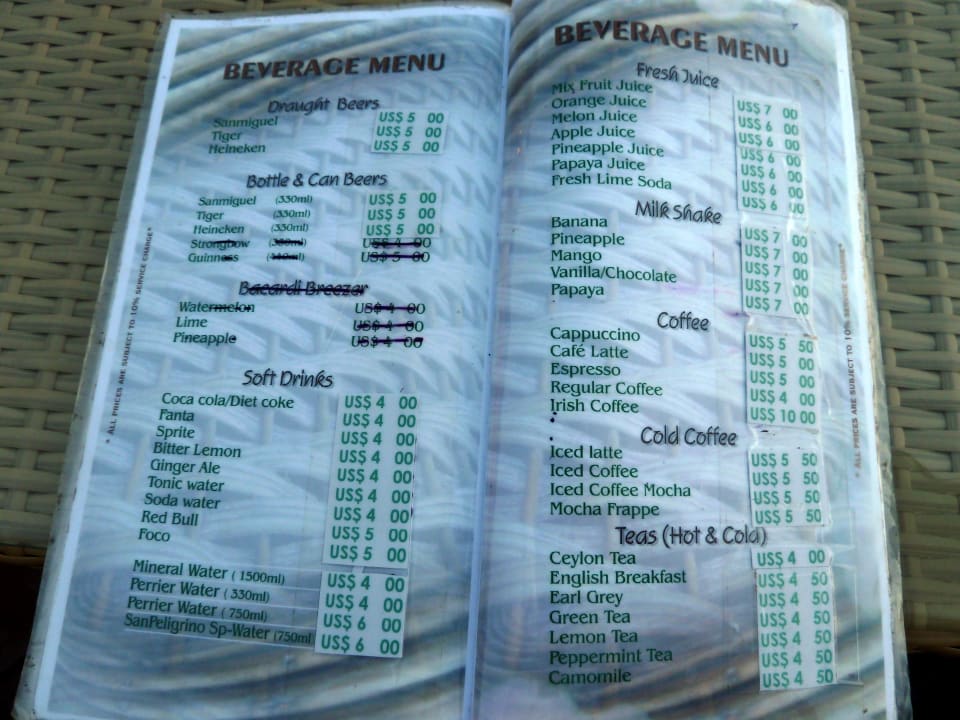 BEVERAGE MENU
Draught Beers
Sanmiguel US$ 5 00
Tiger US$ 5 00
Heineken US$ 5 00
Bottle & Can Beers
Sanmiguel (330ml) US$ 5 00
Tiger (330ml) US$ 5 00
Heineken (330ml) US$ 5 00
Strongbow (330ml) US$ 4 00
Guinness US$ 5 00
Bacardi Breezer
Watermelon US$ 4 00
Lime US$ 4 00
Pineapple US$ 4 00
Soft Drinks
Coca cola/Diet coke US$ 4 00
Fanta US$ 4 00
Sprite US$ 4 00
Bitter Lemon US$ 4 00
Ginger Ale US$ 4 00
Tonic water US$ 4 00
Soda water US$ 4 00
Red Bull US$ 5 00
Foco US$ 5 00
Mineral Water ( 1500ml) US$ 4 00
Perrier Water ( 330ml) US$ 4 00
Perrier Water ( 750ml) US$ 6 00
SanPeligrino Sp-Water (750ml US$ 6 00
* ALL PRICES ARE SUBJECT TO 10% SERVICE CHARGE*
BEVERAGE MENU
Fresh Juice
Mix Fruit Juice US$ 7 00
Orange Juice US$ 6 00
Melon Juice US$ 6 00
Apple Juice US$ 6 00
Pineapple Juice US$ 6 00
Papaya Juice US$ 6 00
Fresh Lime Soda US$ 6 00
Milk Shake
Banana US$ 7 00
Pineapple US$ 7 00
Mango US$ 7 00
Vanilla/Chocolate US$ 7 00
Papaya US$ 7 00
Coffee
Cappuccino US$ 5 50
Café Latte US$ 5 00
Espresso US$ 5 00
Regular Coffee US$ 4 00
Irish Coffee US$ 10 00
Cold Coffee
Iced latte US$ 5 50
Iced Coffee US$ 5 50
Iced Coffee Mocha US$ 5 50
Mocha Frappe US$ 5 50
Teas (Hot & Cold)
Ceylon Tea US$ 4 00
English Breakfast US$ 4 50
Earl Grey US$ 4 50
Green Tea US$ 4 50
Lemon Tea US$ 4 50
Peppermint Tea US$ 4 50
Camomile US$ 4 50
* ALL PRICES ARE SUBJECT TO 10% SERVICE CHARGE*